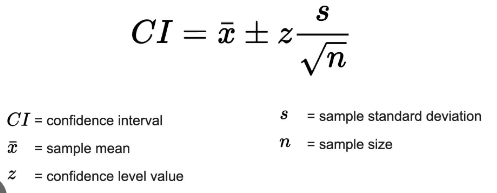 CI = x̄ ± z s/√n
CI = confidence interval
x̄ = sample mean
z = confidence level value
s = sample standard deviation
n = sample size